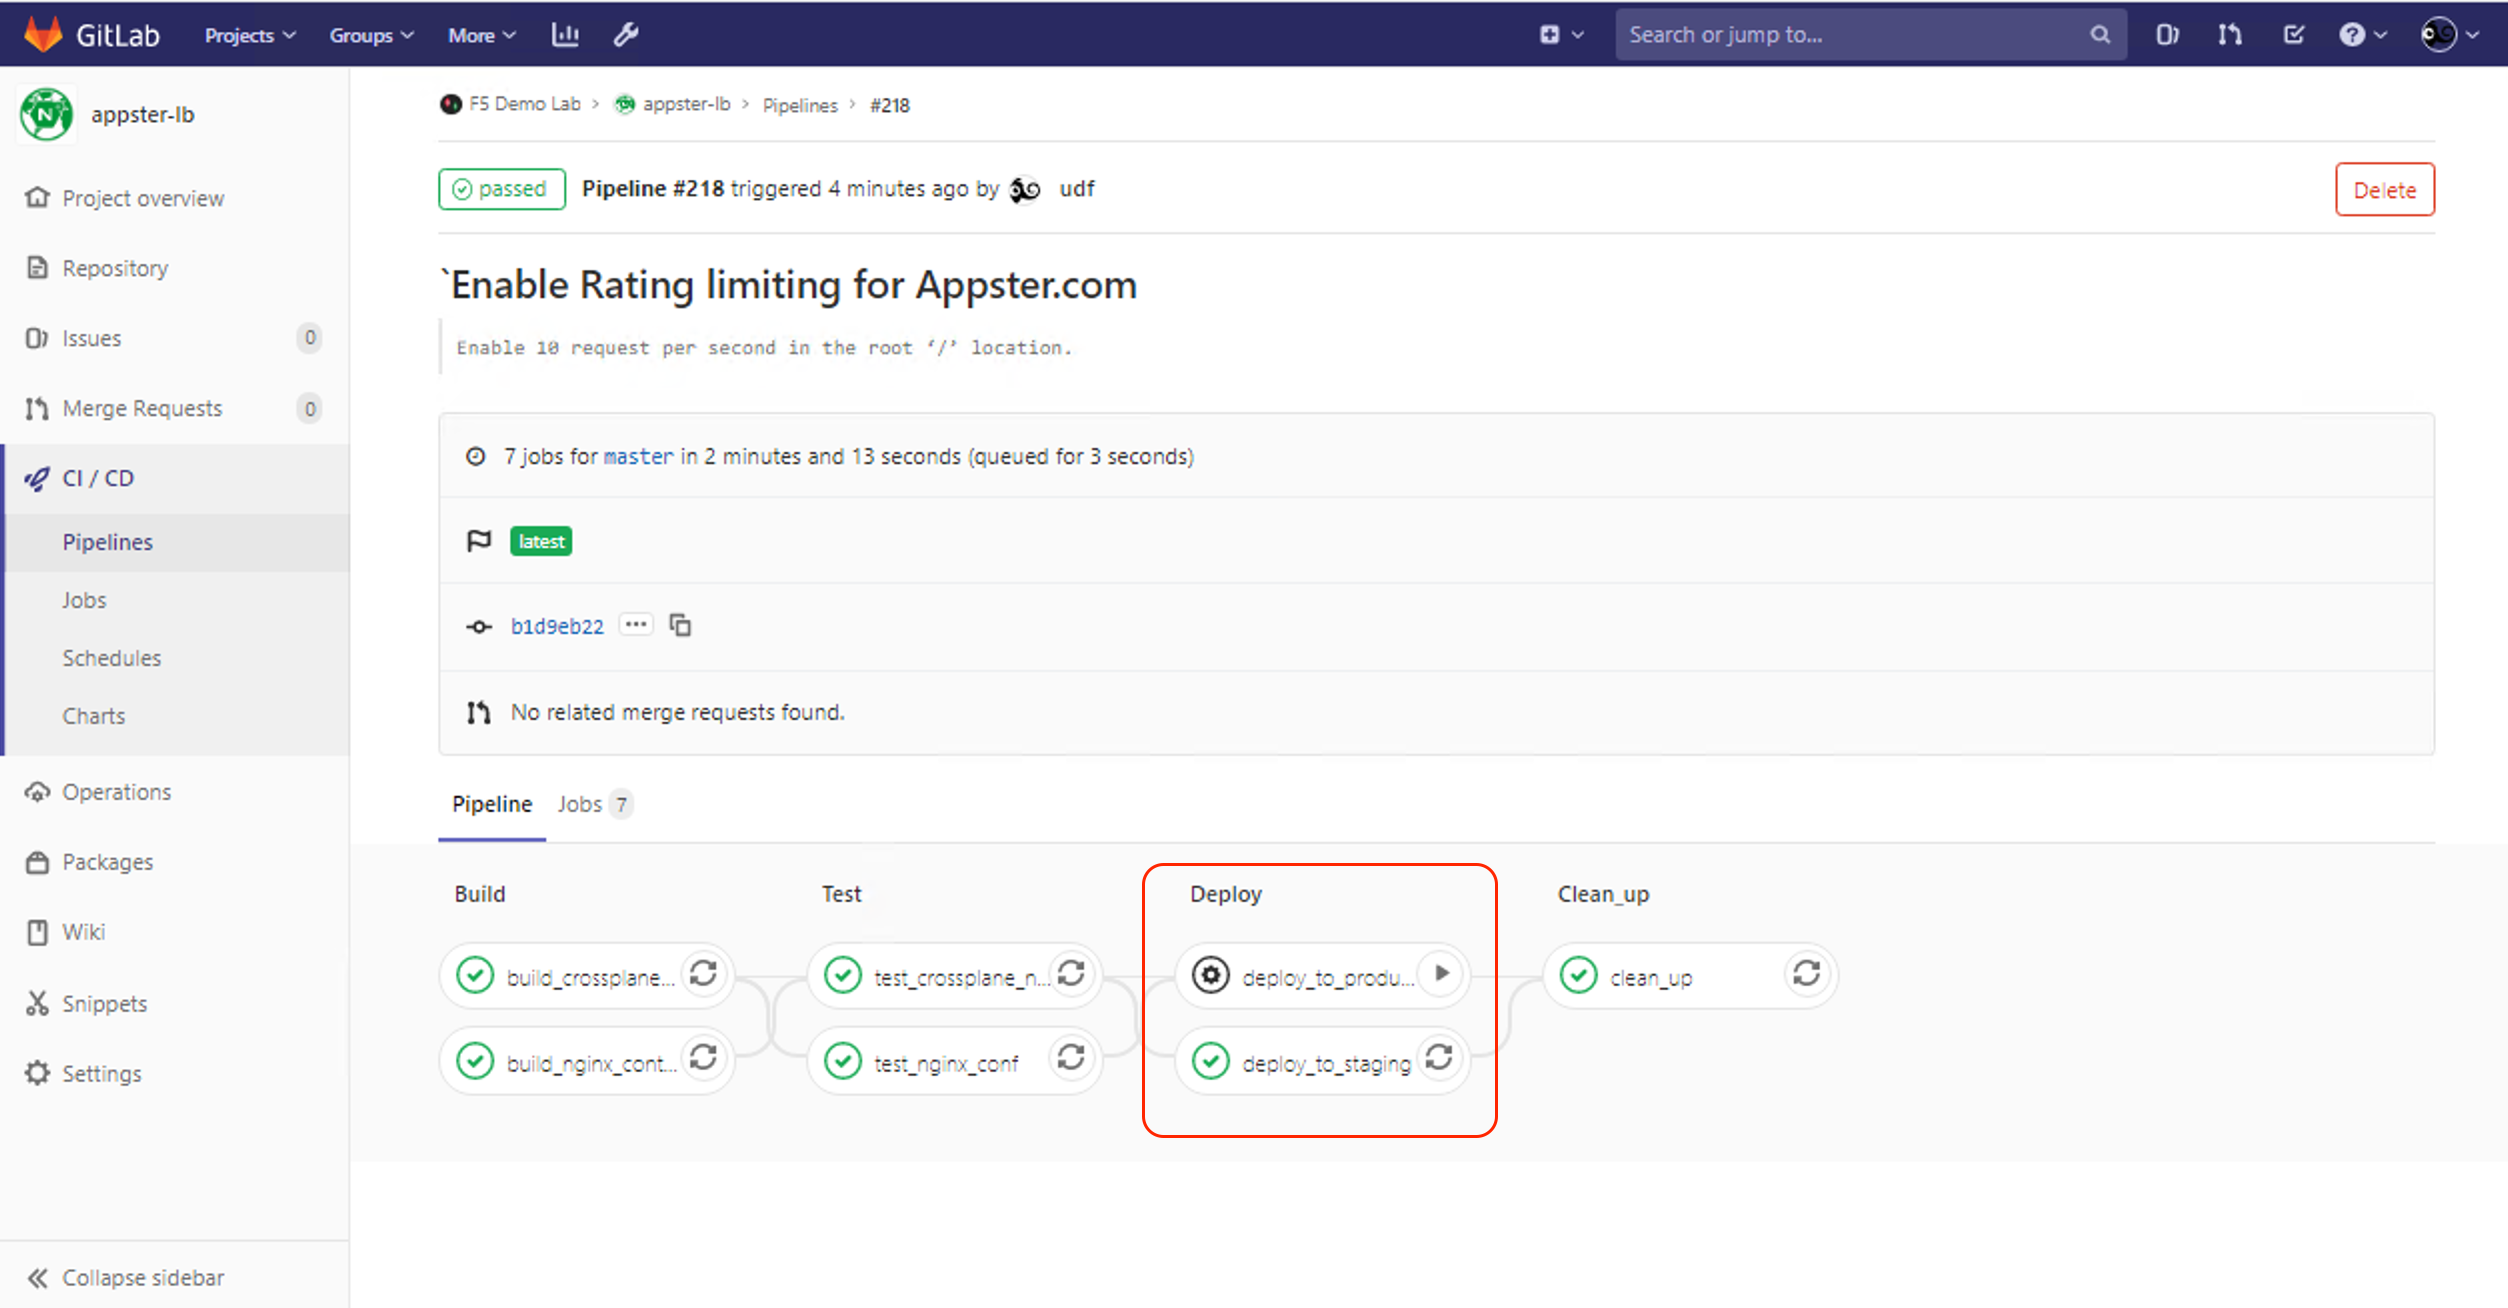 GitLab Projects Groups More Search or jump to...
appster-lb
Project overview
Repository
Issues 0
Merge Requests 0
CI / CD
Pipelines
Jobs
Schedules
Charts
Operations
Packages
Wiki
Snippets
Settings
Collapse sidebar
F5 Demo Lab > appster-lb > Pipelines > #218
passed Pipeline #218 triggered 4 minutes ago by udf Delete
`Enable Rating limiting for Appster.com
Enable 10 request per second in the root ‘/’ location.
7 jobs for master in 2 minutes and 13 seconds (queued for 3 seconds)
latest
b1d9eb22 ...
No related merge requests found.
Pipeline Jobs 7
Build Test Deploy Clean_up
build_crossplane... test_crossplane_n... deploy_to_produ... clean_up
build_nginx_cont... test_nginx_conf deploy_to_staging